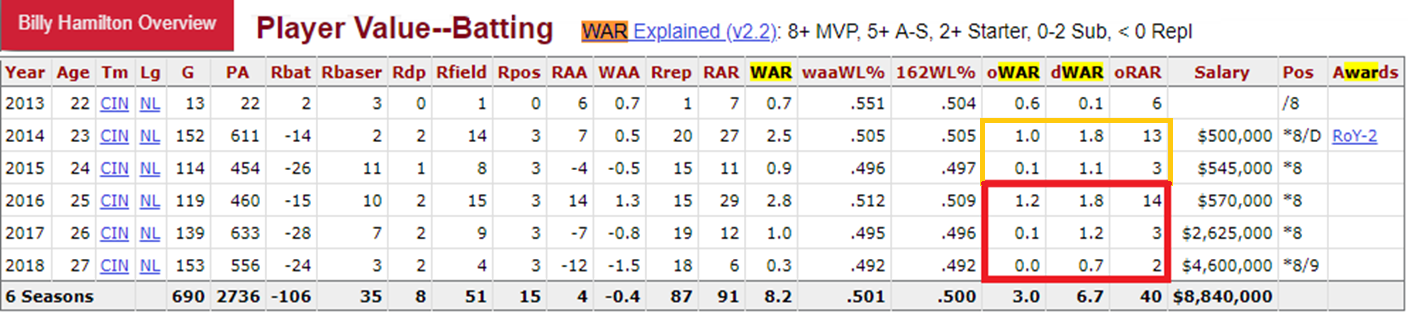 Billy Hamilton Overview
Player Value--Batting
WAR Explained (v2.2): 8+ MVP, 5+ A-S, 2+ Starter, 0-2 Sub, < 0 Repl
Year Age Tm Lg G PA Rbat Rbaser Rdp Rfield Rpos RAA WAA Rrep RAR WAR waaWL% 162WL% oWAR dWAR oRAR Salary Pos Awards
2013 22 CIN NL 13 22 2 3 0 1 0 6 0.7 1 7 0.7 .551 .504 0.6 0.1 6 /8
2014 23 CIN NL 152 611 -14 2 2 14 3 7 0.5 20 27 2.5 .505 .505 1.0 1.8 13 $500,000 *8/D RoY-2
2015 24 CIN NL 114 454 -26 11 1 8 3 -4 -0.5 15 11 0.9 .496 .497 0.1 1.1 3 $545,000 *8
2016 25 CIN NL 119 460 -15 10 2 15 3 14 1.3 15 29 2.8 .512 .509 1.2 1.8 14 $570,000 *8
2017 26 CIN NL 139 633 -28 7 2 9 3 -7 -0.8 19 12 1.0 .495 .496 0.1 1.2 3 $2,625,000 *8
2018 27 CIN NL 153 556 -24 3 2 4 3 -12 -1.5 18 6 0.3 .492 .492 0.0 0.7 2 $4,600,000 *8/9
6 Seasons 690 2736 -106 35 8 51 15 4 -0.4 87 91 8.2 .501 .500 3.0 6.7 40 $8,840,000